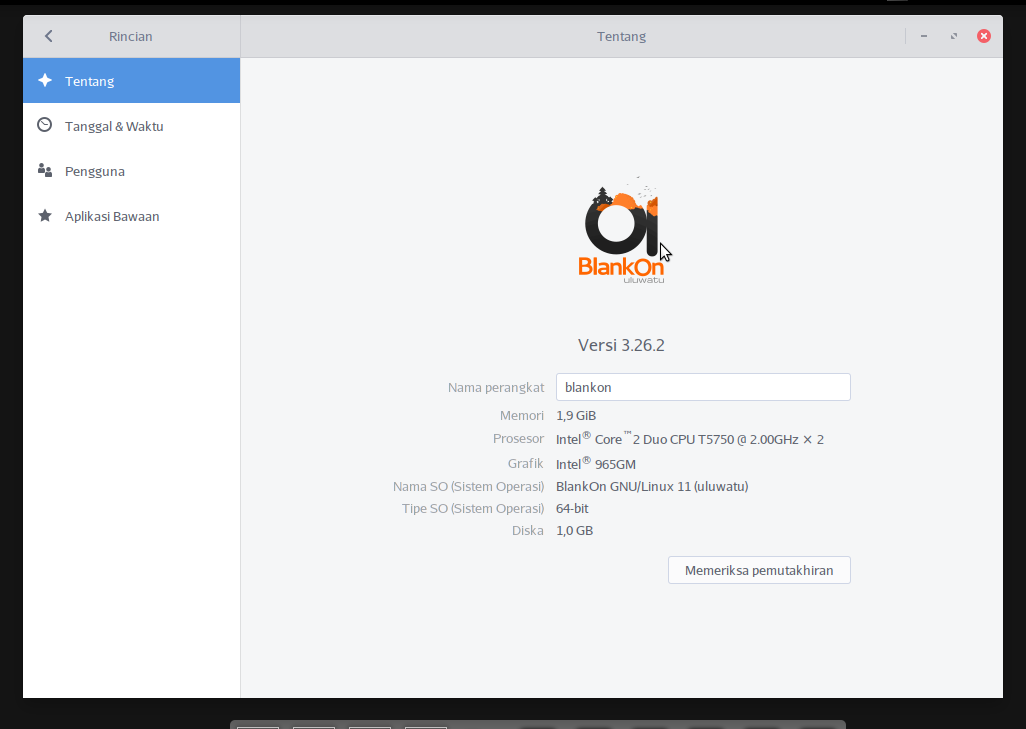 Rincian
Tentang
Tentang
Tanggal & Waktu
Pengguna
Aplikasi Bawaan
BlankOn
uluwatu
Versi 3.26.2
Nama perangkat blankon
Memori 1,9 GiB
Prosesor Intel® Core™2 Duo CPU T5750 @ 2.00GHz × 2
Grafik Intel® 965GM
Nama SO (Sistem Operasi) BlankOn GNU/Linux 11 (uluwatu)
Tipe SO (Sistem Operasi) 64-bit
Diska 1,0 GB
Memeriksa pemutakhiran